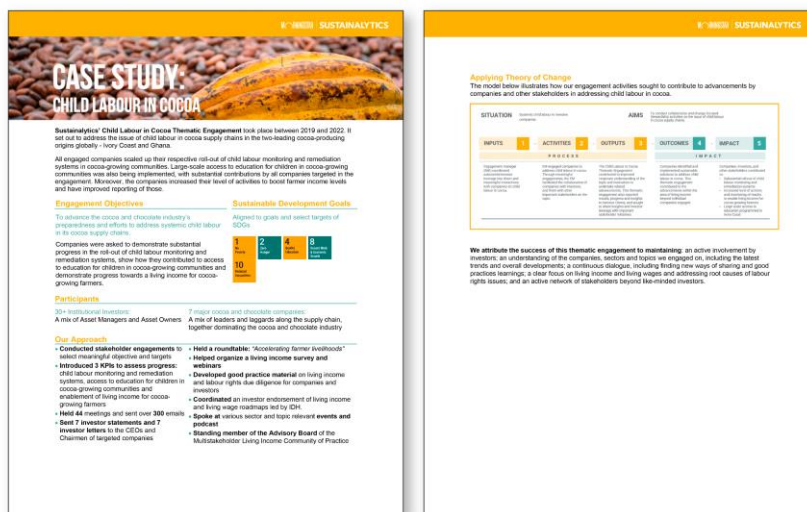 SUSTAINALYTICS
CASE STUDY:
CHILD LABOUR IN COCOA
Sustainalytics' Child Labour in Cocoa Thematic Engagement took place between 2019 and 2022. It
set out to address the issue of child labour in cocoa supply chains in the two-leading cocoa-producing
origins globally - Ivory Coast and Ghana.
All engaged companies scaled up their respective roll-out of child labour monitoring and remediation
systems in cocoa-growing communities. Large-scale access to education for children in cocoa-growing
communities was also being implemented, with substantial contributions by all companies targeted in the
engagement. Moreover, the companies increased their level of activities to boost farmer income levels
and have improved reporting of those.
Engagement Objectives
To advance the cocoa and chocolate industry's
preparedness and efforts to address systemic child labour
in its cocoa supply chains.
Companies were asked to demonstrate substantial
progress in the roll-out of child labour monitoring and
remediation systems, show how they contributed to access
to education for children in cocoa-growing communities and
demonstrate progress towards a living income for cocoa-
growing farmers.
Sustainable Development Goals
Aligned to goals and select targets of
SDGs
1
2
4
8
10
Participants
30+ Institutional Investors:
A mix of Asset Managers and Asset Owners
7 major cocoa and chocolate companies:
A mix of leaders and laggards along the supply chain,
together dominating the cocoa and chocolate industry
Our Approach
• Conducted stakeholder engagements to
select meaningful objective and targets
• Introduced 3 KPIs to assess progress:
child labour monitoring and remediation
systems, access to education for children in
cocoa-growing communities and
enablement of living income for cocoa-
growing farmers
• Held 44 meetings and sent over 300 emails
• Sent 7 investor statements and 7
investor letters to the CEOs and
Chairmen of targeted companies
• Held a roundtable: "Accelerating farmer livelihoods"
• Helped organize a living income survey and
webinars
• Developed good practice material on living income
and labour rights due diligence for companies and
investors
• Coordinated an investor endorsement of living income
and living wage roadmaps led by IDH.
• Spoke at various sector and topic relevant events and
podcast
• Standing member of the Advisory Board of the
Multistakeholder Living Income Community of Practice
SUSTAINALYTICS
Applying Theory of Change
The model below illustrates how our engagement activities sought to contribute to advancements by
companies and other stakeholders in addressing child labour in cocoa.
SITUATION
AIMS
INPUTS 1
ACTIVITIES 2
OUTPUTS 3
OUTCOMES 4
IMPACT 5
PROCESS
IMPACT
We attribute the success of this thematic engagement to maintaining: an active involvement by
investors; an understanding of the companies, sectors and topics we engaged on, including the latest
trends and overall developments; a continuous dialogue, including finding new ways of sharing and good
practices learnings; a clear focus on living income and living wages and addressing root causes of labour
rights issues; and an active network of stakeholders beyond like-minded investors.